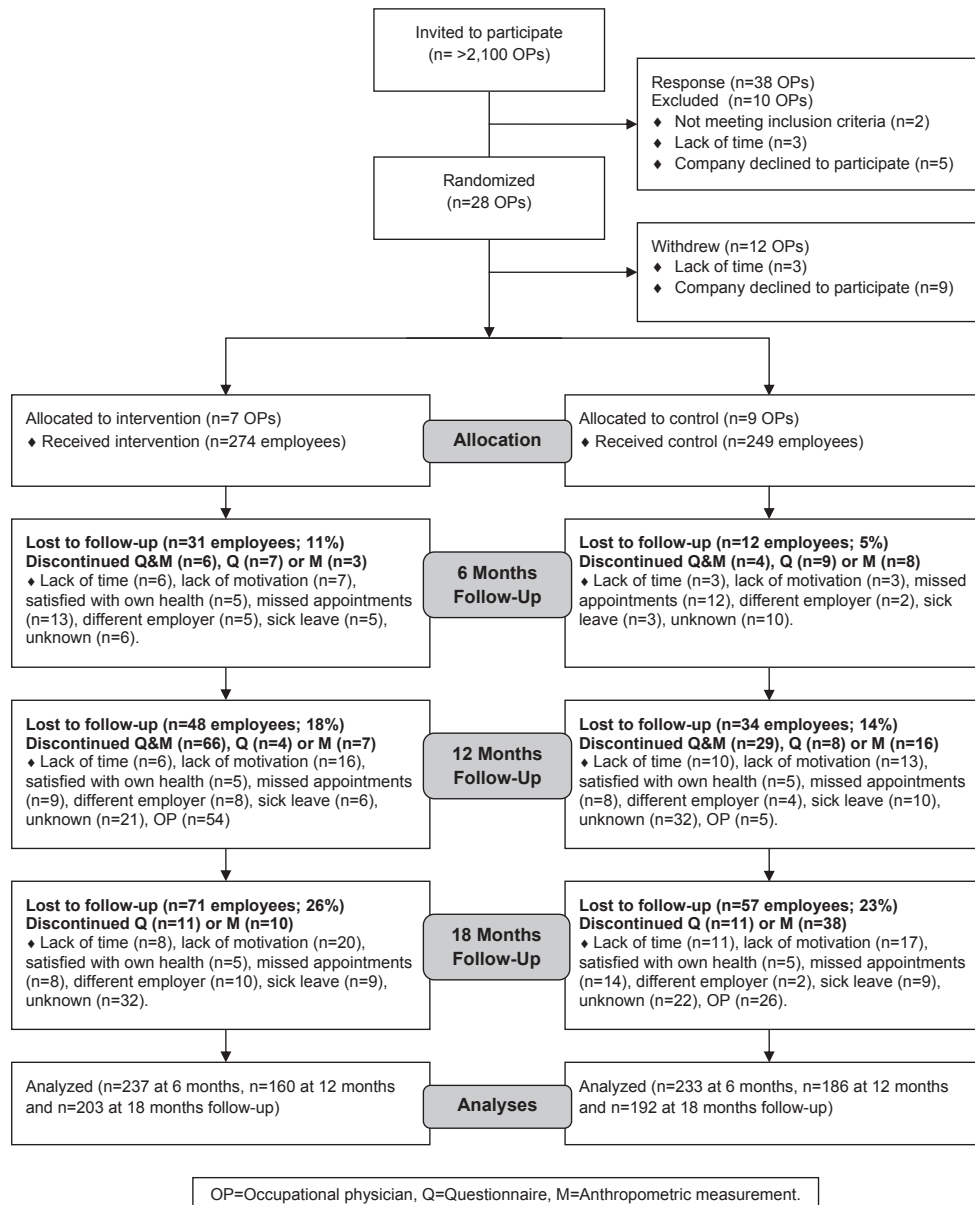 Invited to participate
(n= >2,100 OPs)
Response (n=38 OPs)
Excluded (n=10 OPs)
♦ Not meeting inclusion criteria (n=2)
♦ Lack of time (n=3)
♦ Company declined to participate (n=5)
Randomized
(n=28 OPs)
Withdrew (n=12 OPs)
♦ Lack of time (n=3)
♦ Company declined to participate (n=9)
Allocated to intervention (n=7 OPs)
♦ Received intervention (n=274 employees)
Allocation
Allocated to control (n=9 OPs)
♦ Received control (n=249 employees)
Lost to follow-up (n=31 employees; 11%)
Discontinued Q&M (n=6), Q (n=7) or M (n=3)
♦ Lack of time (n=6), lack of motivation (n=7),
satisfied with own health (n=5), missed appointments
(n=13), different employer (n=5), sick leave (n=5),
unknown (n=6).
6 Months
Follow-Up
Lost to follow-up (n=12 employees; 5%)
Discontinued Q&M (n=4), Q (n=9) or M (n=8)
♦ Lack of time (n=3), lack of motivation (n=3), missed
appointments (n=12), different employer (n=2), sick
leave (n=3), unknown (n=10).
Lost to follow-up (n=48 employees; 18%)
Discontinued Q&M (n=66), Q (n=4) or M (n=7)
♦ Lack of time (n=6), lack of motivation (n=16),
satisfied with own health (n=5), missed appointments
(n=9), different employer (n=8), sick leave (n=6),
unknown (n=21), OP (n=54)
12 Months
Follow-Up
Lost to follow-up (n=34 employees; 14%)
Discontinued Q&M (n=29), Q (n=8) or M (n=16)
♦ Lack of time (n=10), lack of motivation (n=13),
satisfied with own health (n=5), missed appointments
(n=8), different employer (n=4), sick leave (n=10),
unknown (n=32), OP (n=5).
Lost to follow-up (n=71 employees; 26%)
Discontinued Q (n=11) or M (n=10)
♦ Lack of time (n=8), lack of motivation (n=20),
satisfied with own health (n=5), missed appointments
(n=8), different employer (n=10), sick leave (n=9),
unknown (n=32).
18 Months
Follow-Up
Lost to follow-up (n=57 employees; 23%)
Discontinued Q (n=11) or M (n=38)
♦ Lack of time (n=11), lack of motivation (n=17),
satisfied with own health (n=5), missed appointments
(n=14), different employer (n=2), sick leave (n=9),
unknown (n=22), OP (n=26).
Analyzed (n=237 at 6 months, n=160 at 12 months
and n=203 at 18 months follow-up)
Analyses
Analyzed (n=233 at 6 months, n=186 at 12 months
and n=192 at 18 months follow-up)
OP=Occupational physician, Q=Questionnaire, M=Anthropometric measurement.